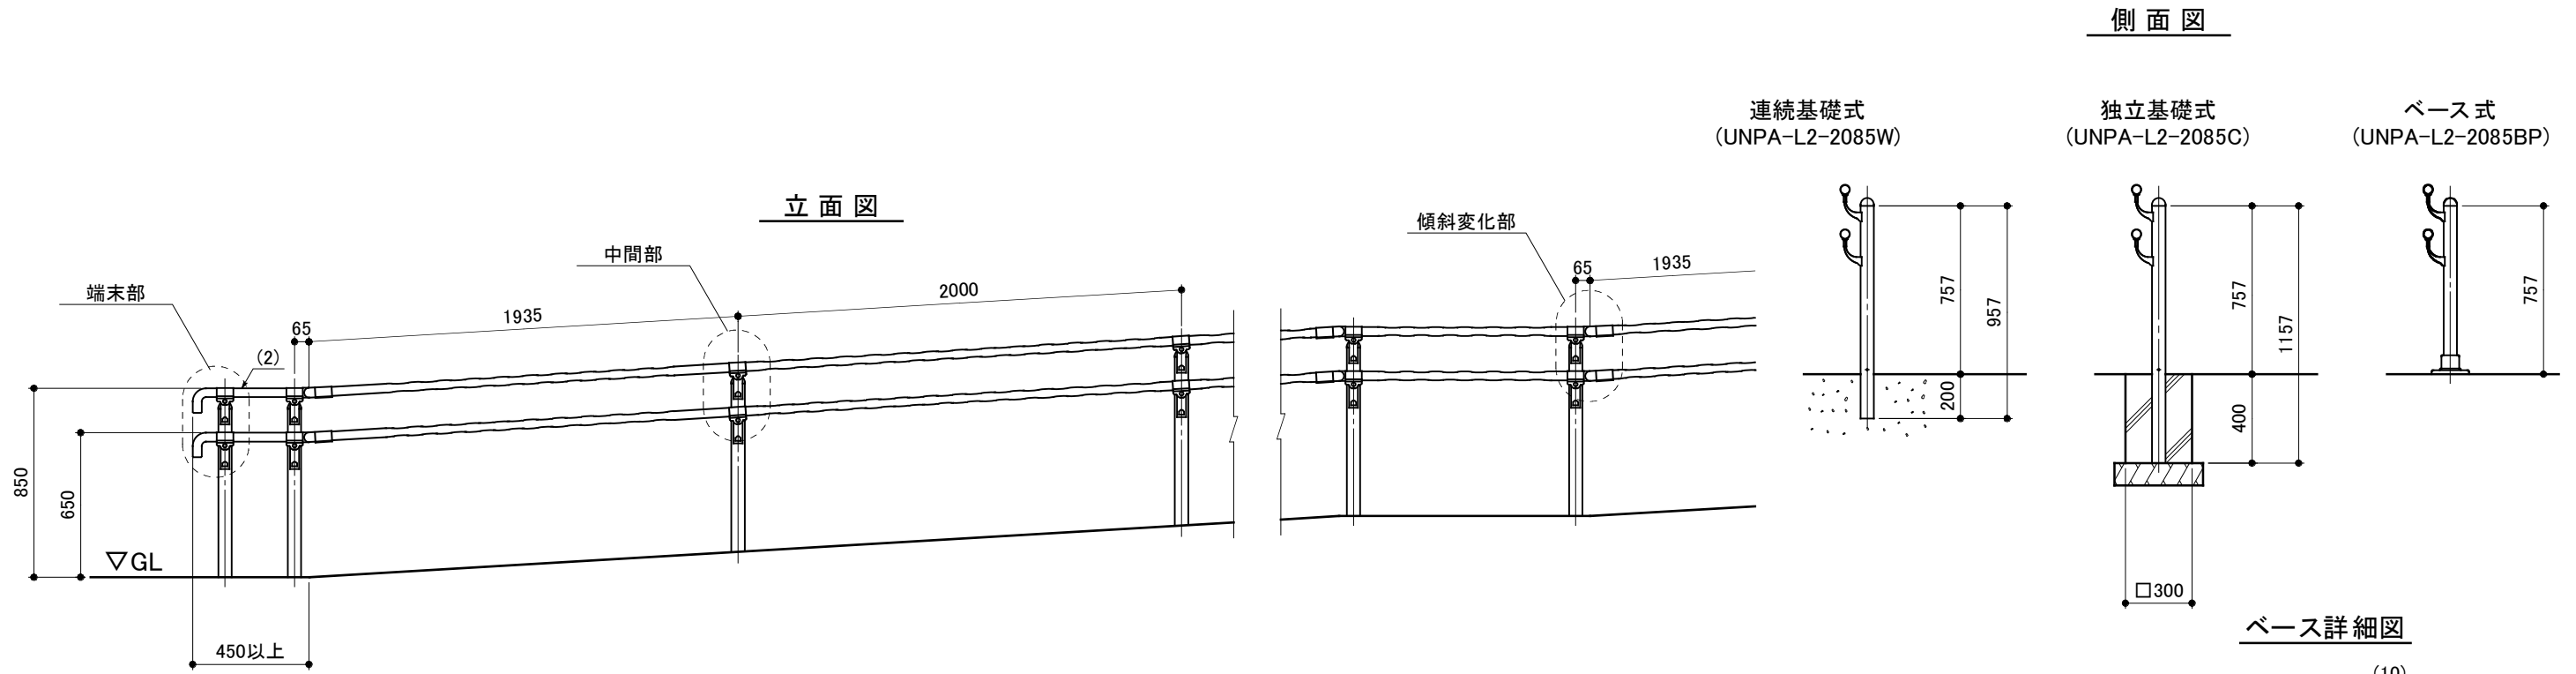 側面図
連続基礎式
(UNPA-L2-2085W)
独立基礎式
(UNPA-L2-2085C)
ベース式
(UNPA-L2-2085BP)
立面図
傾斜変化部
中間部
端末部
65
1935
2000
1935
65
(2)
850
650
▽GL
450以上
757
957
200
757
1157
400
□300
757
ベース詳細図
(10)